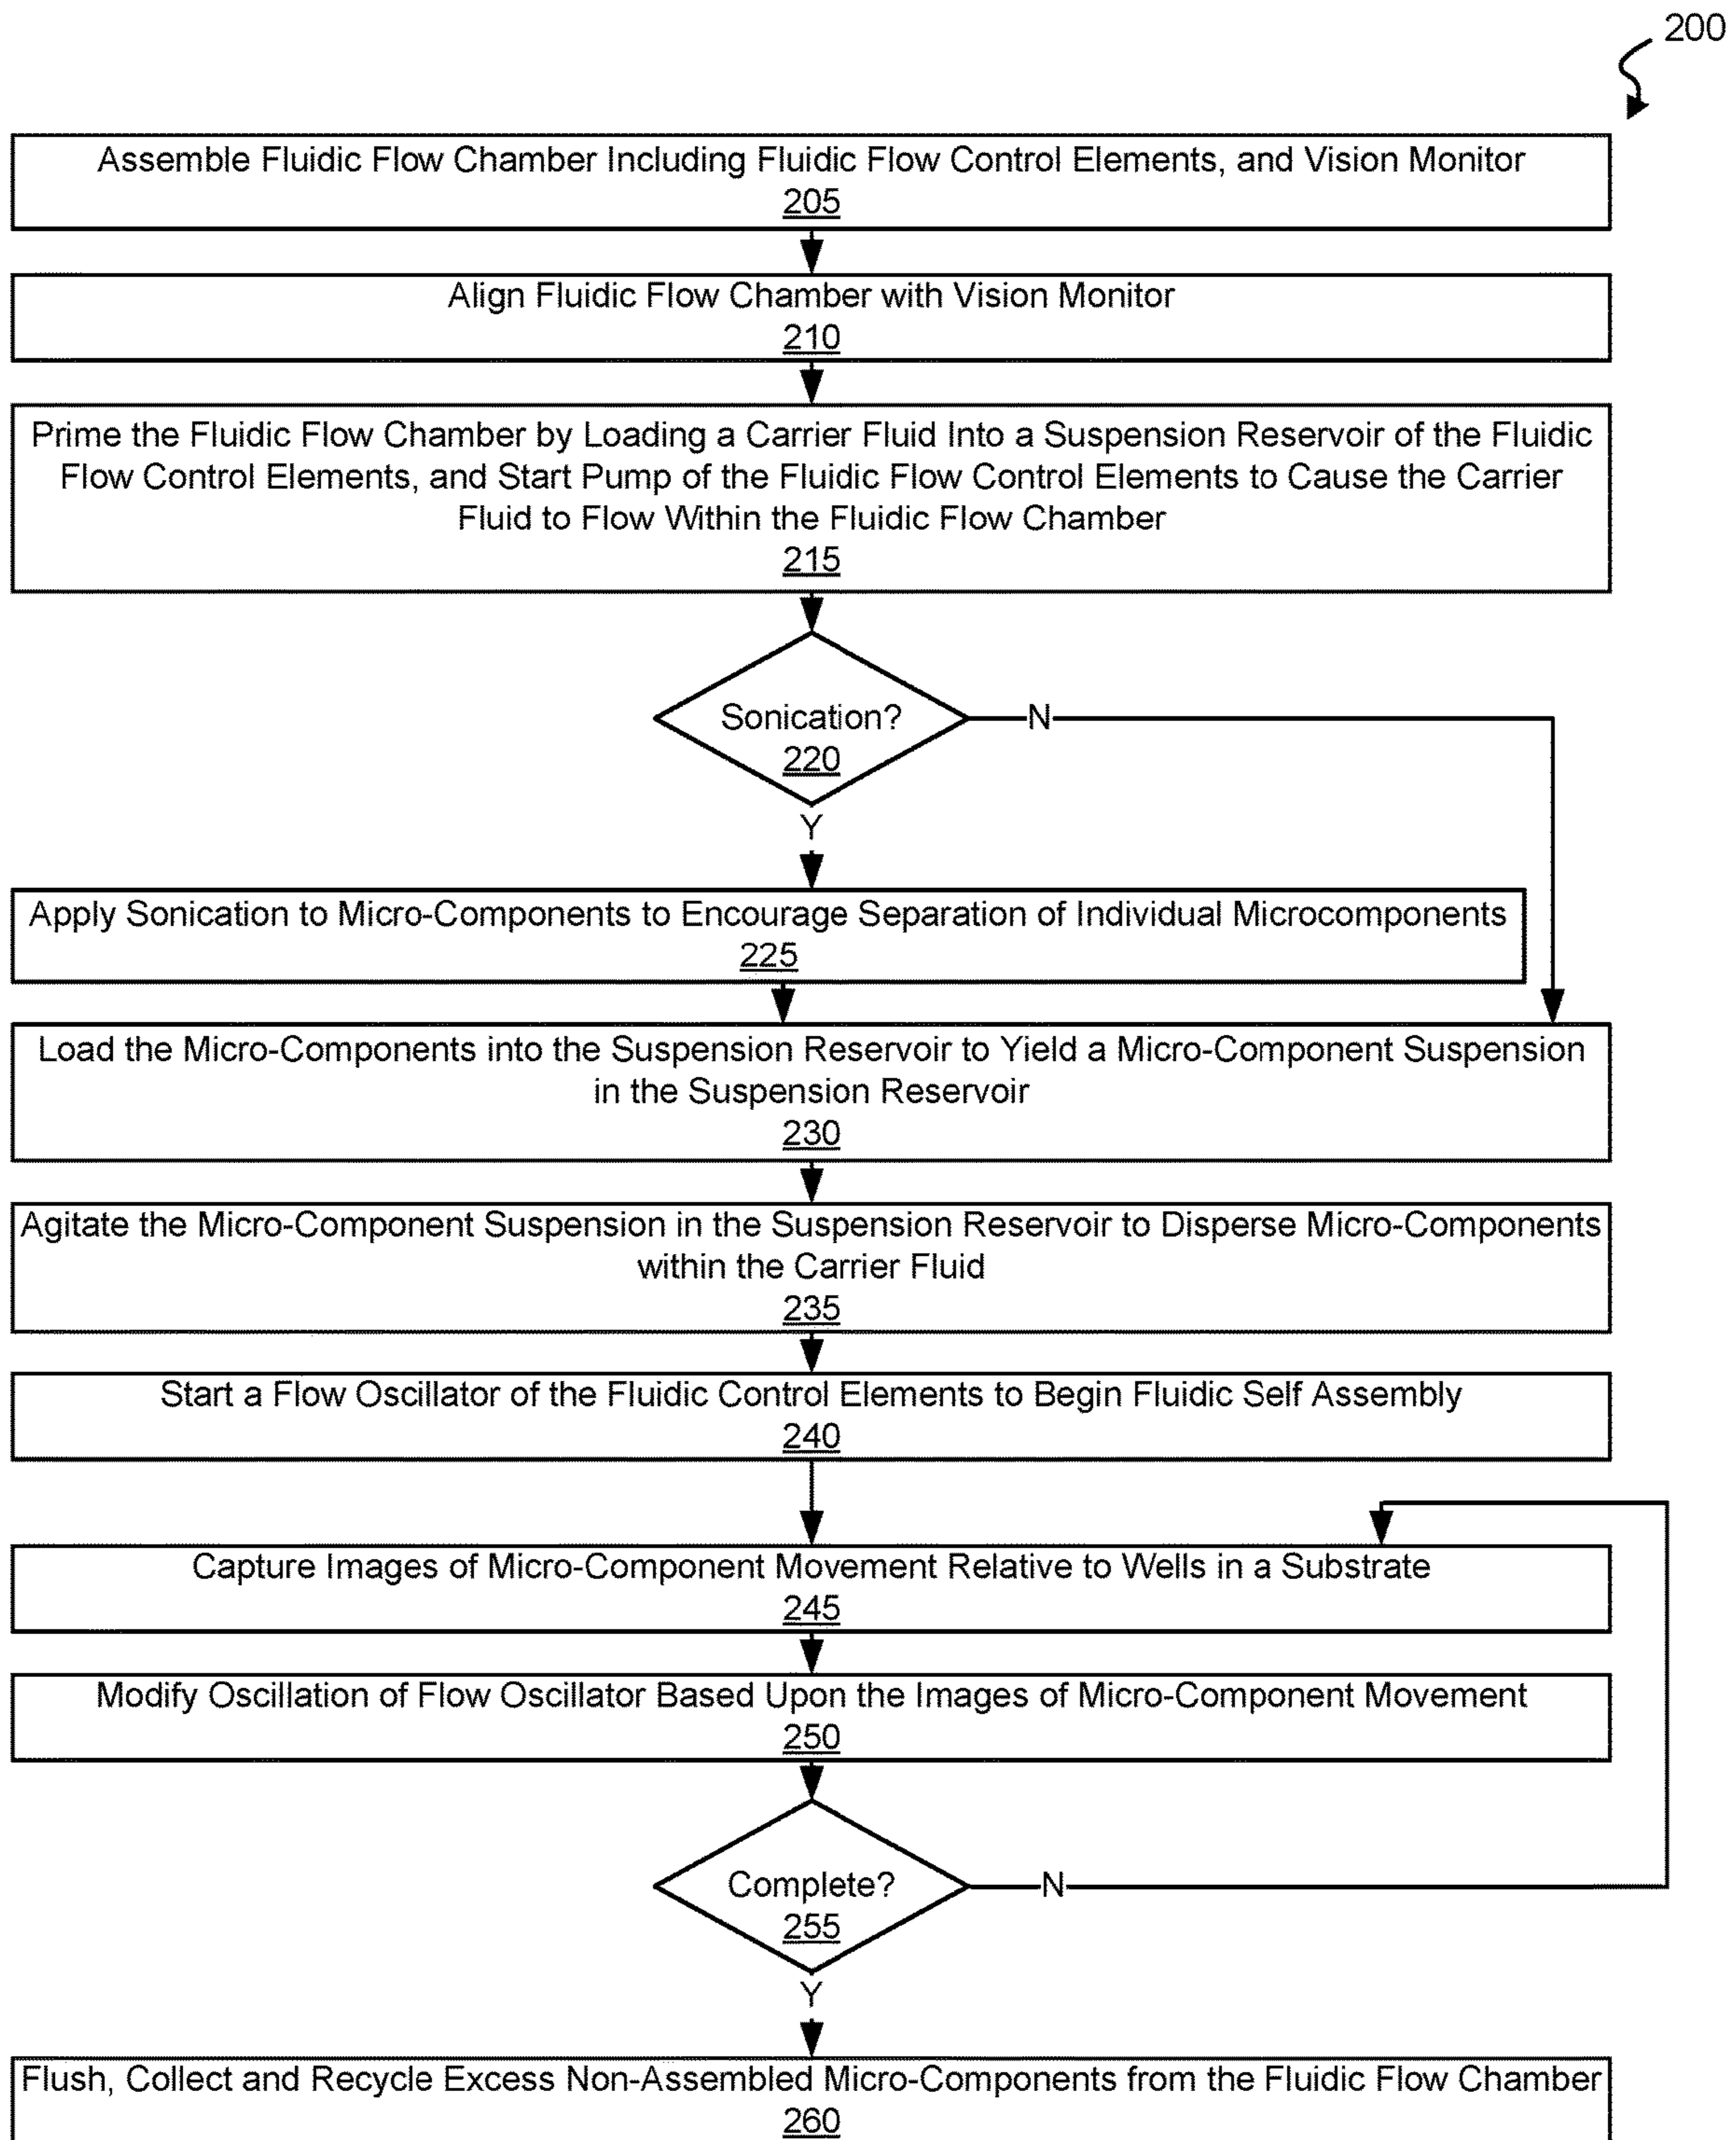 200
Assemble Fluidic Flow Chamber Including Fluidic Flow Control Elements, and Vision Monitor
205
Align Fluidic Flow Chamber with Vision Monitor
210
Prime the Fluidic Flow Chamber by Loading a Carrier Fluid Into a Suspension Reservoir of the Fluidic
Flow Control Elements, and Start Pump of the Fluidic Flow Control Elements to Cause the Carrier
Fluid to Flow Within the Fluidic Flow Chamber
215
Sonication?
220
N
Y
Apply Sonication to Micro-Components to Encourage Separation of Individual Microcomponents
225
Load the Micro-Components into the Suspension Reservoir to Yield a Micro-Component Suspension
in the Suspension Reservoir
230
Agitate the Micro-Component Suspension in the Suspension Reservoir to Disperse Micro-Components
within the Carrier Fluid
235
Start a Flow Oscillator of the Fluidic Control Elements to Begin Fluidic Self Assembly
240
Capture Images of Micro-Component Movement Relative to Wells in a Substrate
245
Modify Oscillation of Flow Oscillator Based Upon the Images of Micro-Component Movement
250
Complete?
255
N
Y
Flush, Collect and Recycle Excess Non-Assembled Micro-Components from the Fluidic Flow Chamber
260